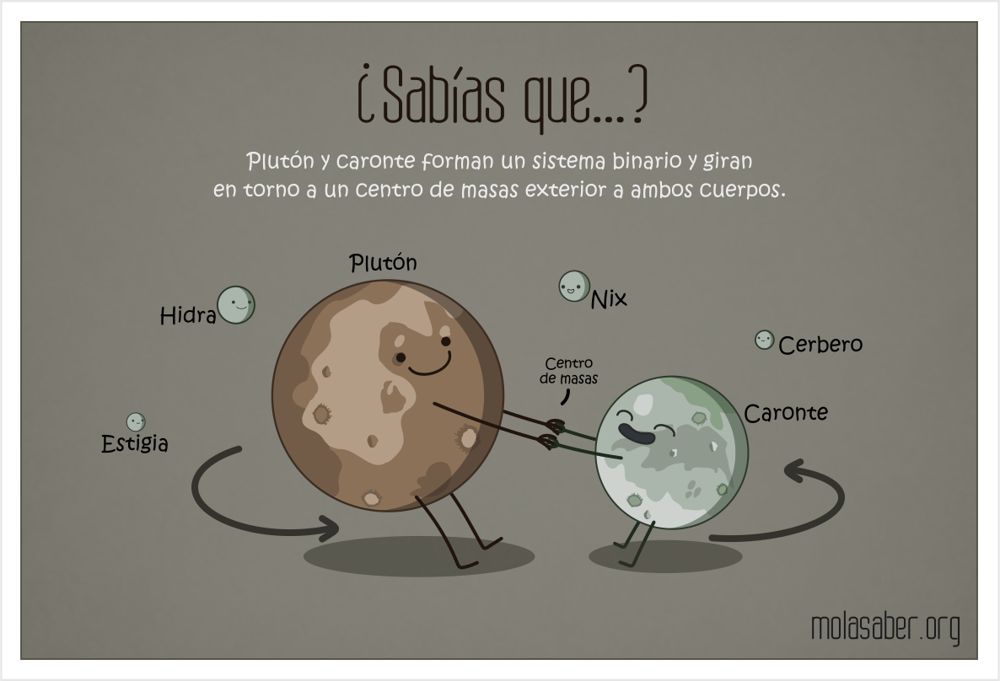 ¿Sabías que...?
Plutón y Caronte forman un sistema binario y giran
en torno a un centro de masas exterior a ambos cuerpos.
Plutón
Hidra
Nix
Cerbero
Centro
de masas
Caronte
Estigia
molasaber.org